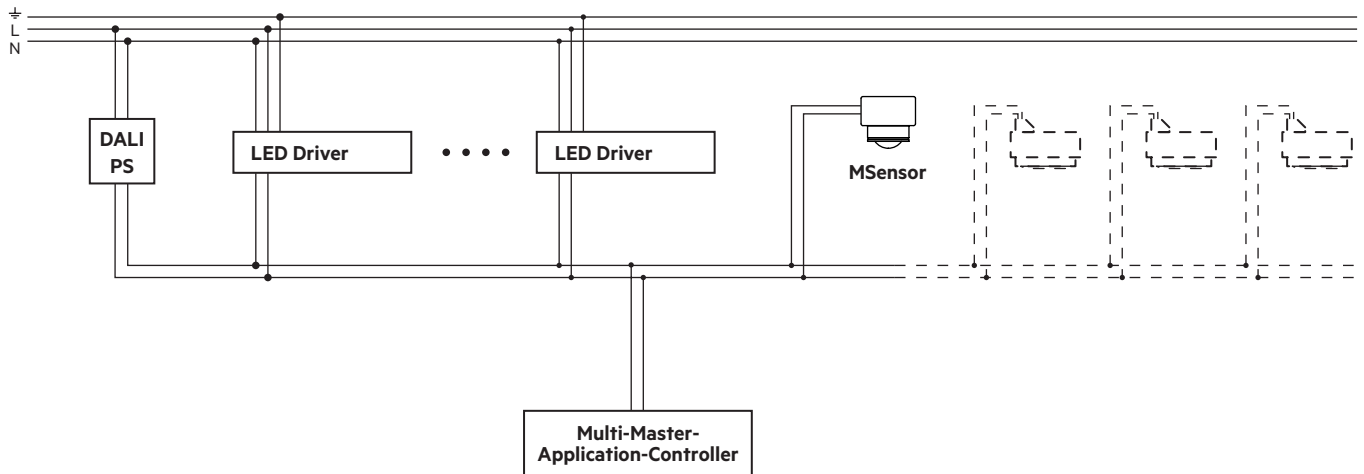 ⏚
L
N
DALI
PS
LED Driver
LED Driver
MSensor
Multi-Master-
Application-Controller